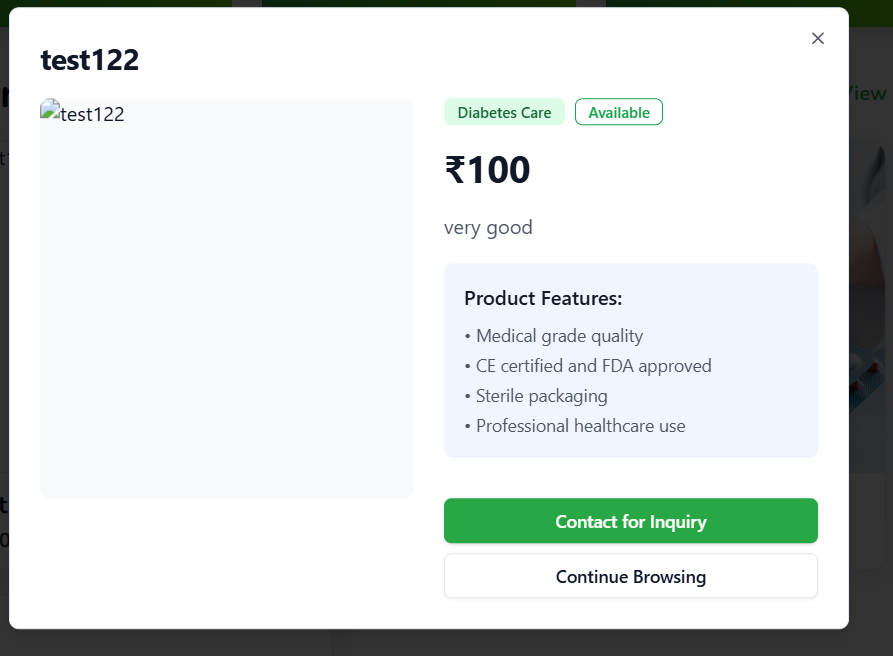 test122
test122
Diabetes Care
Available
₹100
very good
Product Features:
• Medical grade quality
• CE certified and FDA approved
• Sterile packaging
• Professional healthcare use
Contact for Inquiry
Continue Browsing
View